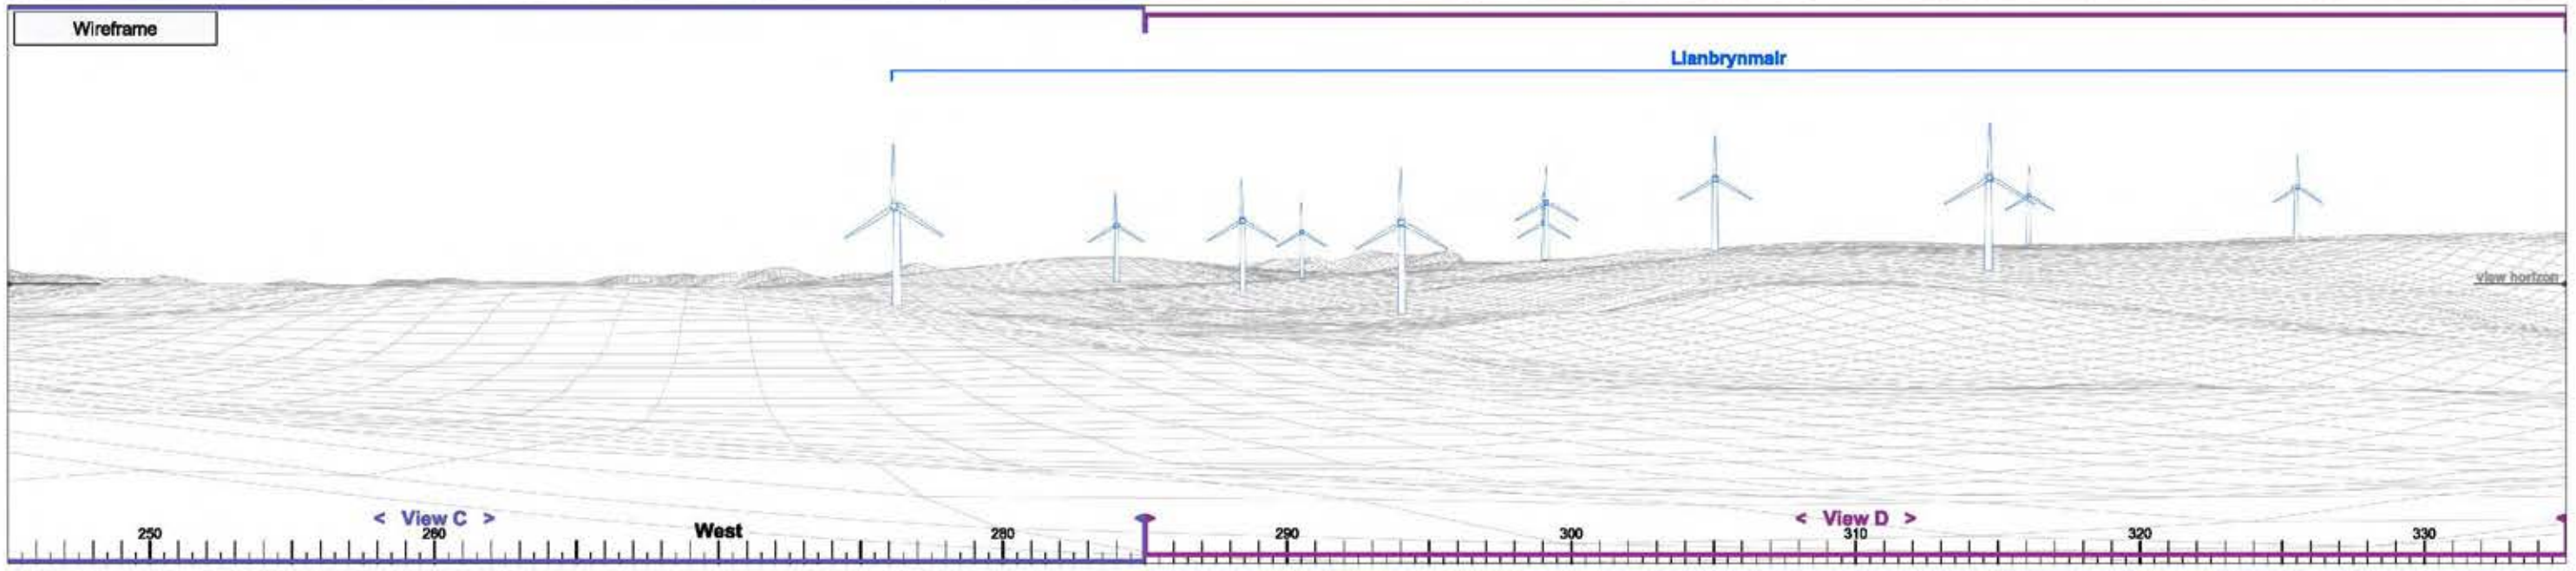 Wireframe
Llanbrynmair
view horizon
< View C >
< View D >
250 260 West 280 290 300 310 320 330